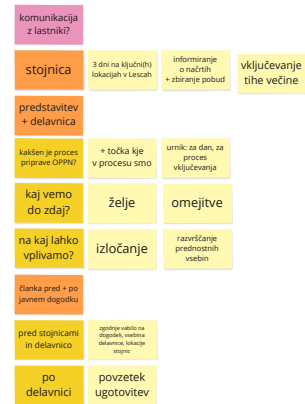 komunikacija
z lastniki?
stojnica
3 dni na ključni(h)
lokacijah v Lescah
informiranje
o načrtih
+ zbiranje pobud
vključevanje
tihe večine
predstavitev
+ delavnica
kakšen je proces
priprave OPPN?
+ točka kje
v procesu smo
urnik: za dan, za
proces
vključevanja
kaj vemo
do zdaj?
želje
omejitve
na kaj lahko
vplivamo?
izločanje
razvrščanje
prednostnih
vsebin
članka pred + po
javnem dogodku
pred stojnicami
in delavnico
zgodnje vabilo na
dogodek, vsebina
delavnice, lokacije
stojnic
po
delavnici
povzetek
ugotovitev